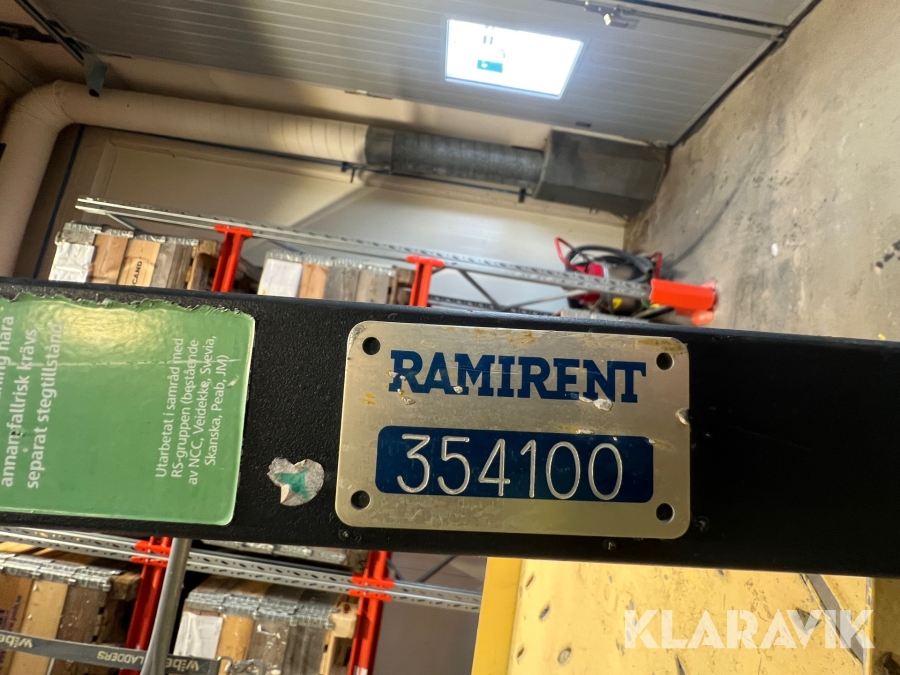 RAMIRENT
354100
annan fallrisk krävs
separat stegtillstånd
Utarbetat i samråd med
RS-gruppen (bestående
av NCC, Veidekke, Svevia,
Skanska, Peab, JM)
LADDERS
KLARAVIK